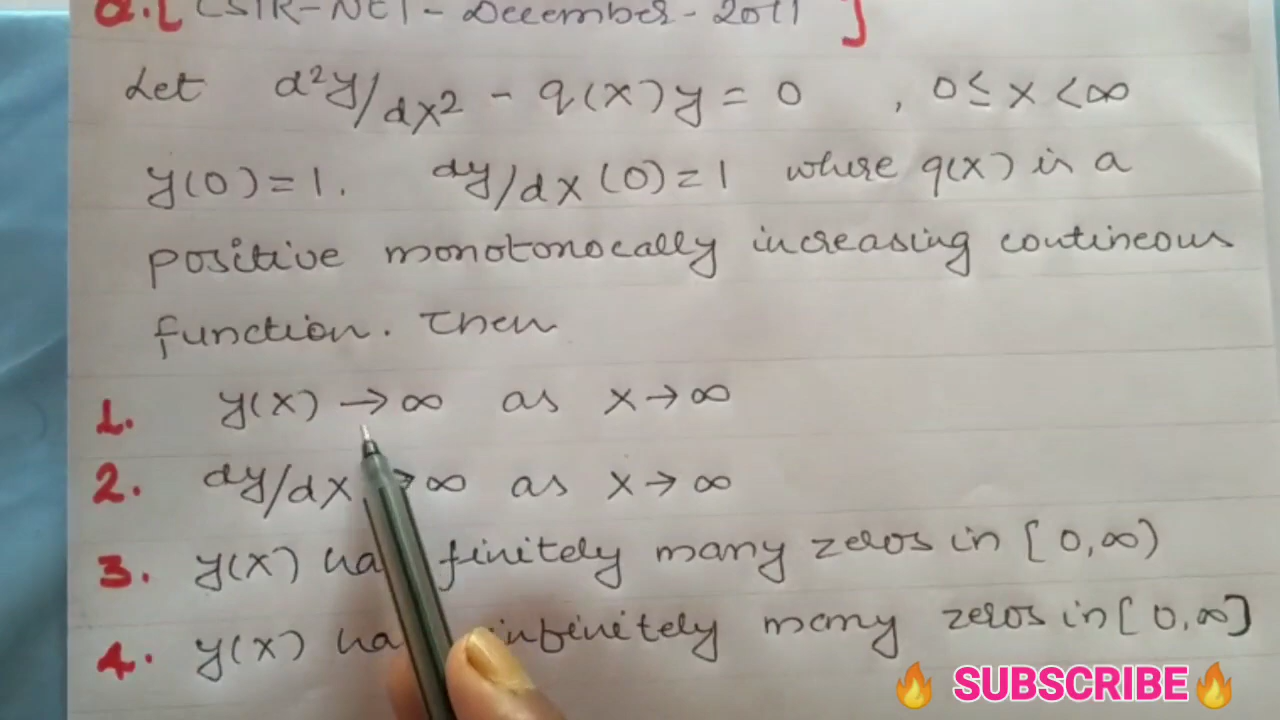 Q. [ CSIR-NET - December - 2011 ]
Let d²y/dx² - q(x)y = 0 , 0 ≤ x < ∞
y(0) = 1. dy/dx (0) = 1 where q(x) is a
positive monotonocally increasing contineous
function. Then
1. y(x) → ∞ as x → ∞
2. dy/dx → ∞ as x → ∞
3. y(x) ha finitely many zeros in [0,∞)
4. y(x) ha infinitely many zeros in [0,∞]
🔥 SUBSCRIBE 🔥